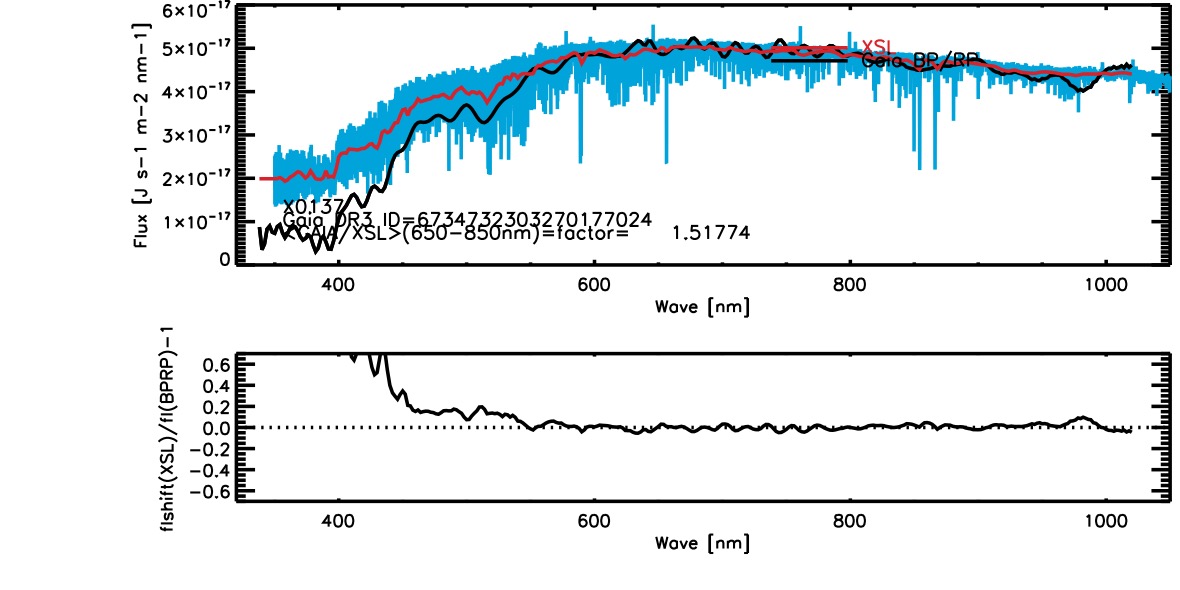 6×10⁻¹⁷
5×10⁻¹⁷
4×10⁻¹⁷
3×10⁻¹⁷
2×10⁻¹⁷
1×10⁻¹⁷
0
Flux [J s−1 m−2 nm−1]
XSL
Gaia BP/RP
X0137
Gaia DR3 ID=6734732303270177024
<GAIA/XSL>(650−850nm)=factor= 1.51774
400 600 800 1000
Wave [nm]
flshift(XSL)/fl(BPRP)−1
0.6
0.4
0.2
0.0
−0.2
−0.4
−0.6
400 600 800 1000
Wave [nm]